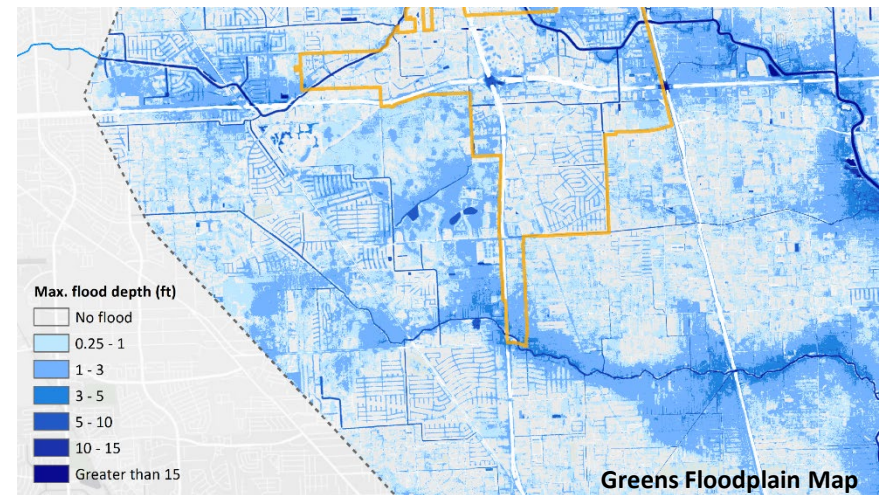 Max. flood depth (ft)
No flood
0.25 - 1
1 - 3
3 - 5
5 - 10
10 - 15
Greater than 15
Greens Floodplain Map